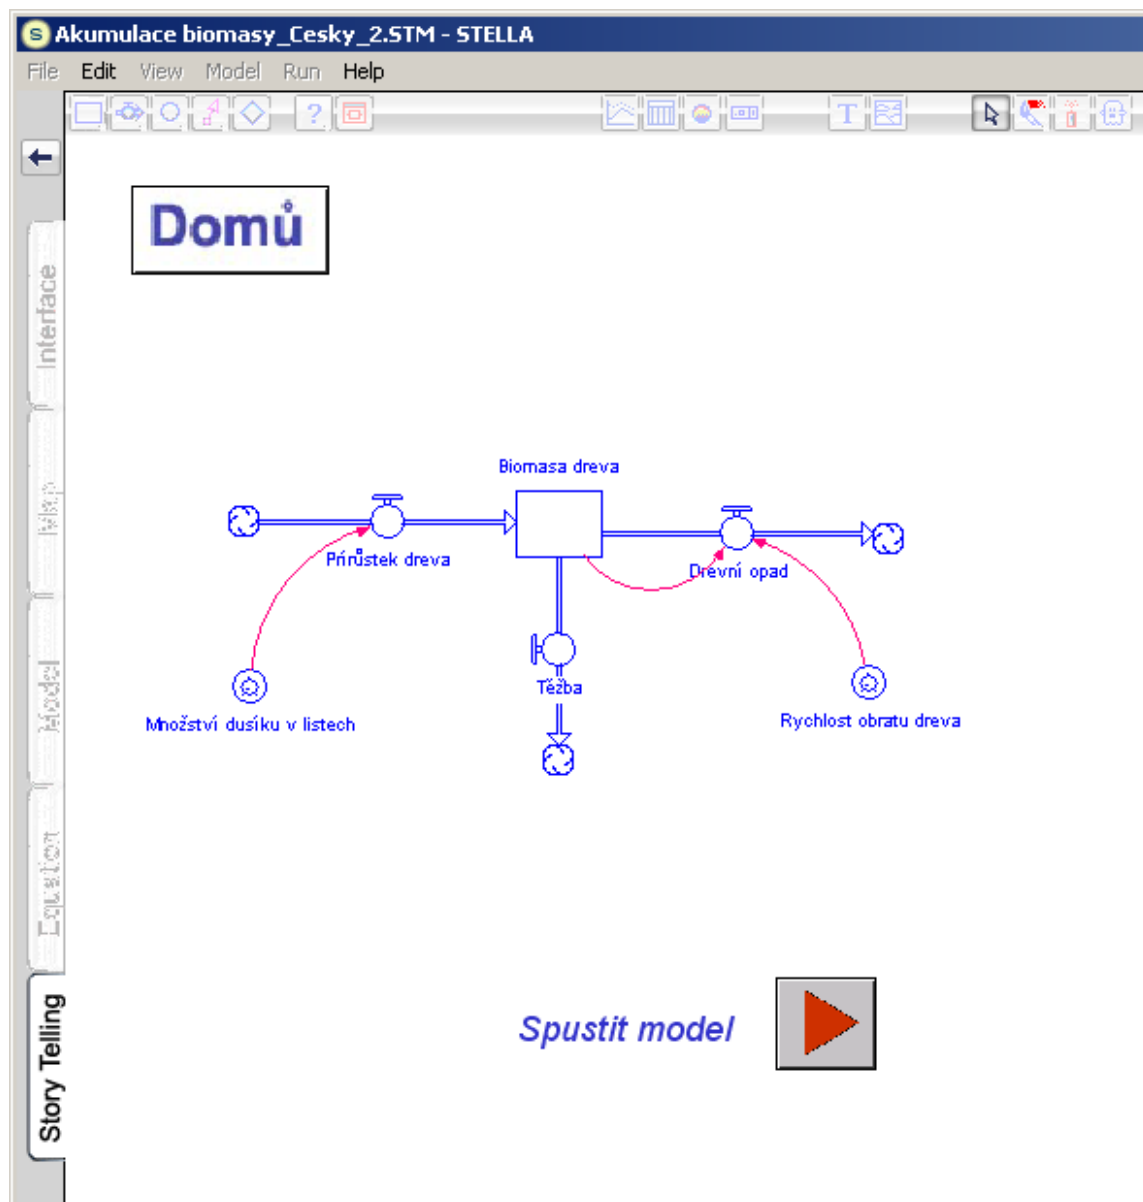 Akumulace biomasy_Cesky_2.STM - STELLA
File Edit View Model Run Help
? T
Domů
Interface
Map
Model
Equation
Story Telling
Biomasa dreva
Prírůstek dreva
Drevní opad
Těžba
Množství dusíku v listech
Rychlost obratu dreva
Spustit model